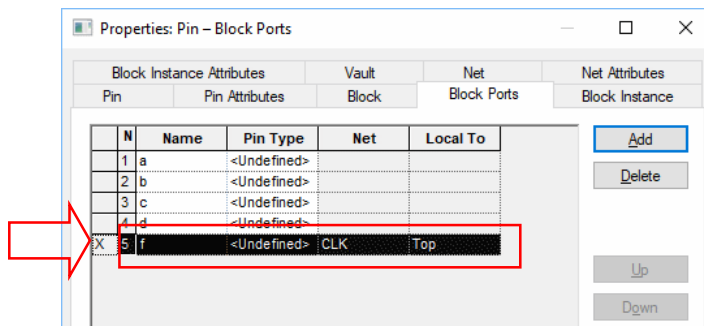 Properties: Pin – Block Ports
Block Instance Attributes Vault Net Net Attributes
Pin Pin Attributes Block Block Ports Block Instance
N Name Pin Type Net Local To
1 a <Undefined>
2 b <Undefined>
3 c <Undefined>
4 d <Undefined>
X 5 f <Undefined> CLK Top
Add
Delete
Up
Down